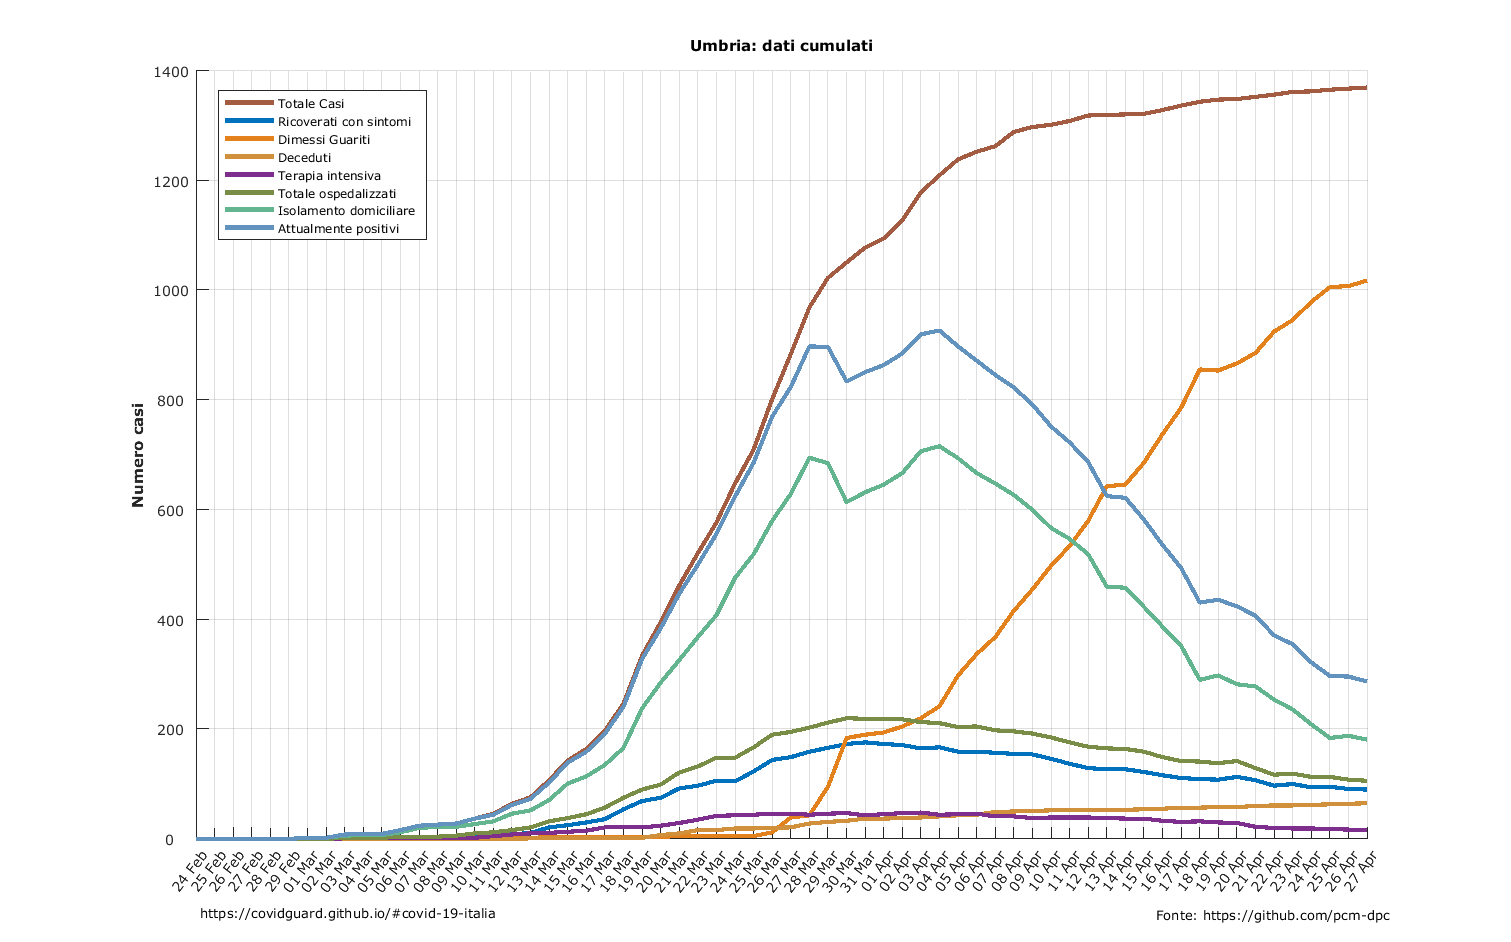 Umbria: dati cumulati
Numero casi
1400
1200
1000
800
600
400
200
0
Totale Casi
Ricoverati con sintomi
Dimessi Guariti
Deceduti
Terapia intensiva
Totale ospedalizzati
Isolamento domiciliare
Attualmente positivi
24 Feb
25 Feb
26 Feb
27 Feb
28 Feb
29 Feb
01 Mar
02 Mar
03 Mar
04 Mar
05 Mar
06 Mar
07 Mar
08 Mar
09 Mar
10 Mar
11 Mar
12 Mar
13 Mar
14 Mar
15 Mar
16 Mar
17 Mar
18 Mar
19 Mar
20 Mar
21 Mar
22 Mar
23 Mar
24 Mar
25 Mar
26 Mar
27 Mar
28 Mar
29 Mar
30 Mar
31 Mar
01 Apr
02 Apr
03 Apr
04 Apr
05 Apr
06 Apr
07 Apr
08 Apr
09 Apr
10 Apr
11 Apr
12 Apr
13 Apr
14 Apr
15 Apr
16 Apr
17 Apr
18 Apr
19 Apr
20 Apr
21 Apr
22 Apr
23 Apr
24 Apr
25 Apr
26 Apr
27 Apr
https://covidguard.github.io/#covid-19-italia
Fonte: https://github.com/pcm-dpc